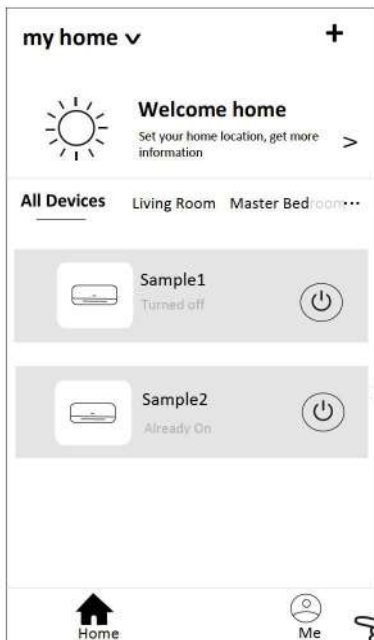 my home
Welcome home
Set your home location, get more
information
All Devices Living Room Master Bedroom ...
Sample1
Turned off
Sample2
Already On
Home Me